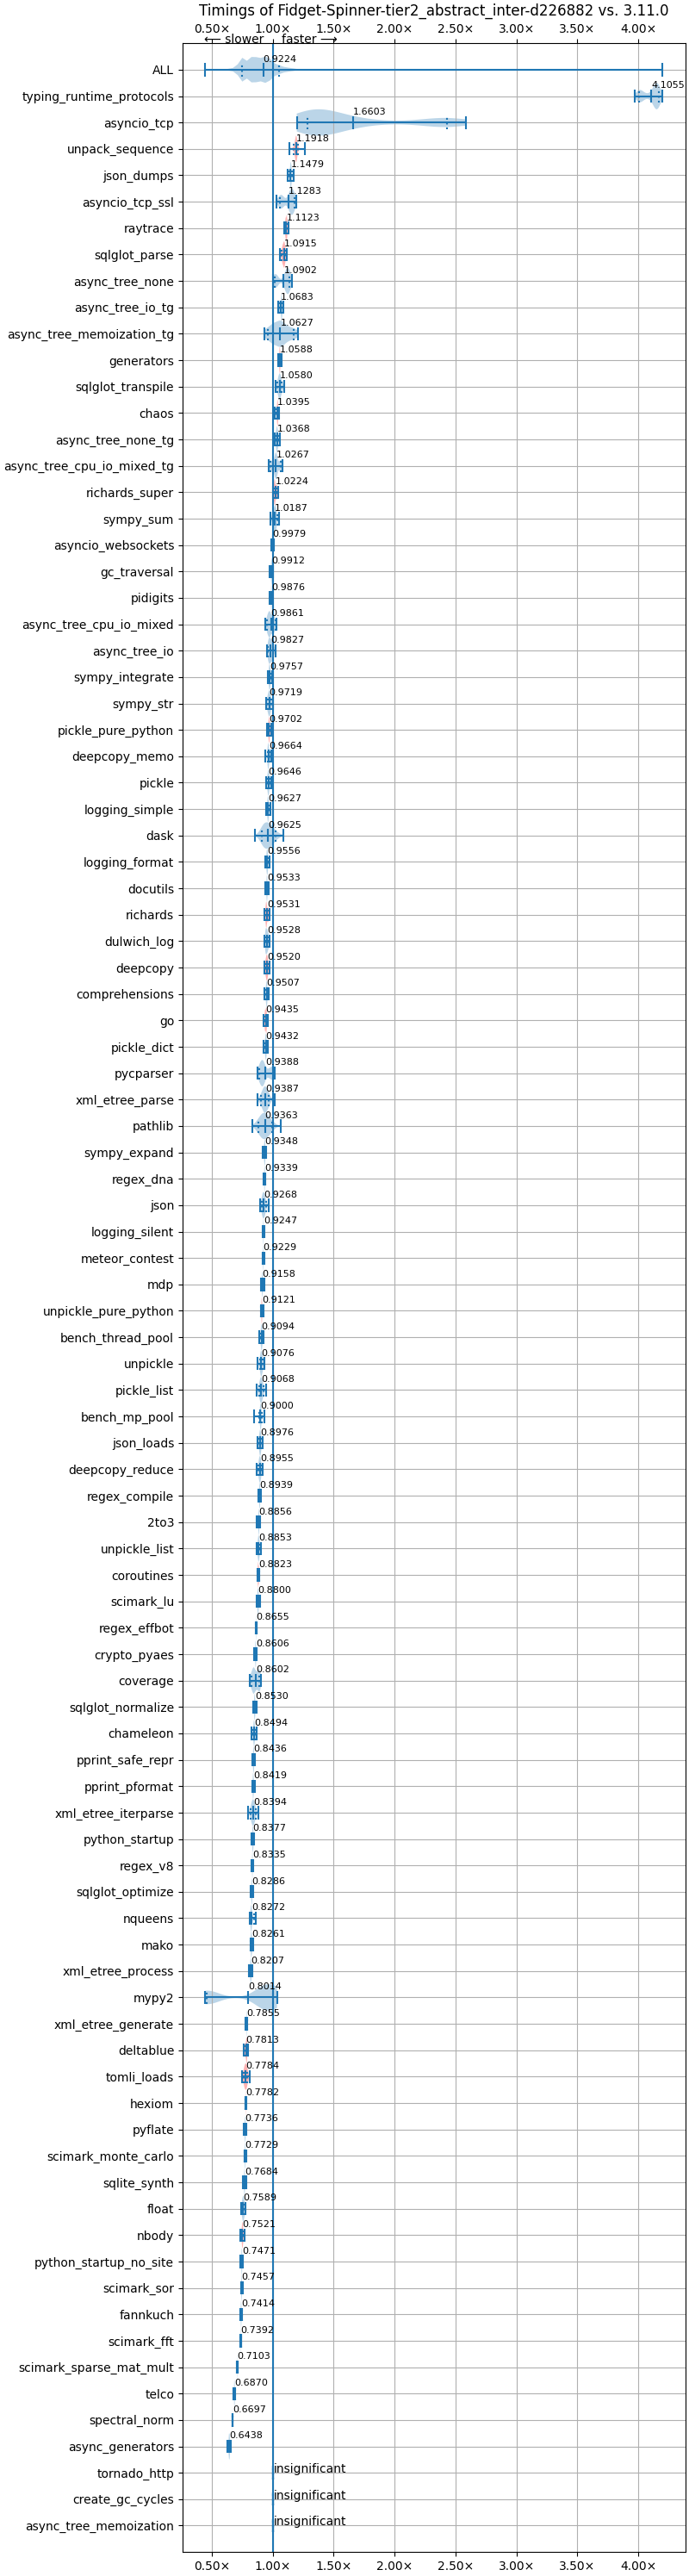 Timings of Fidget-Spinner-tier2_abstract_inter-d226882 vs. 3.11.0
0.50× 1.00× 1.50× 2.00× 2.50× 3.00× 3.50× 4.00×
⟵ slower faster ⟶
ALL 0.9224
typing_runtime_protocols 4.1055
asyncio_tcp 1.6603
unpack_sequence 1.1918
json_dumps 1.1479
asyncio_tcp_ssl 1.1283
raytrace 1.1123
sqlglot_parse 1.0915
async_tree_none 1.0902
async_tree_io_tg 1.0683
async_tree_memoization_tg 1.0627
generators 1.0588
sqlglot_transpile 1.0580
chaos 1.0395
async_tree_none_tg 1.0368
async_tree_cpu_io_mixed_tg 1.0267
richards_super 1.0224
sympy_sum 1.0187
asyncio_websockets 0.9979
gc_traversal 0.9912
pidigits 0.9876
async_tree_cpu_io_mixed 0.9861
async_tree_io 0.9827
sympy_integrate 0.9757
sympy_str 0.9719
pickle_pure_python 0.9702
deepcopy_memo 0.9664
pickle 0.9646
logging_simple 0.9627
dask 0.9625
logging_format 0.9556
docutils 0.9533
richards 0.9531
dulwich_log 0.9528
deepcopy 0.9520
comprehensions 0.9507
go 0.9435
pickle_dict 0.9432
pycparser 0.9388
xml_etree_parse 0.9387
pathlib 0.9363
sympy_expand 0.9348
regex_dna 0.9339
json 0.9268
logging_silent 0.9247
meteor_contest 0.9229
mdp 0.9158
unpickle_pure_python 0.9121
bench_thread_pool 0.9094
unpickle 0.9076
pickle_list 0.9068
bench_mp_pool 0.9000
json_loads 0.8976
deepcopy_reduce 0.8955
regex_compile 0.8939
2to3 0.8856
unpickle_list 0.8853
coroutines 0.8823
scimark_lu 0.8800
regex_effbot 0.8655
crypto_pyaes 0.8606
coverage 0.8602
sqlglot_normalize 0.8530
chameleon 0.8494
pprint_safe_repr 0.8436
pprint_pformat 0.8419
xml_etree_iterparse 0.8394
python_startup 0.8377
regex_v8 0.8335
sqlglot_optimize 0.8286
nqueens 0.8272
mako 0.8261
xml_etree_process 0.8207
mypy2 0.8014
xml_etree_generate 0.7855
deltablue 0.7813
tomli_loads 0.7784
hexiom 0.7782
pyflate 0.7736
scimark_monte_carlo 0.7729
sqlite_synth 0.7684
float 0.7589
nbody 0.7521
python_startup_no_site 0.7471
scimark_sor 0.7457
fannkuch 0.7414
scimark_fft 0.7392
scimark_sparse_mat_mult 0.7103
telco 0.6870
spectral_norm 0.6697
async_generators 0.6438
tornado_http insignificant
create_gc_cycles insignificant
async_tree_memoization insignificant
0.50× 1.00× 1.50× 2.00× 2.50× 3.00× 3.50× 4.00×